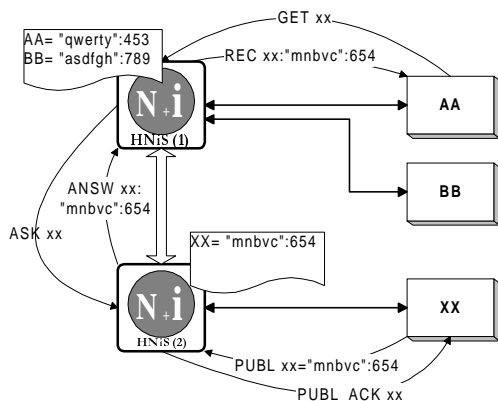 GET xx
AA= "qwerty":453
BB= "asdfgh":789
REC xx:"mnbvc":654
N+i
HNiS (1)
AA
BB
ANSW xx:
"mnbvc":654
ASK xx
XX= "mnbvc":654
N+i
HNiS (2)
XX
PUBL xx="mnbvc":654
PUBL ACK xx